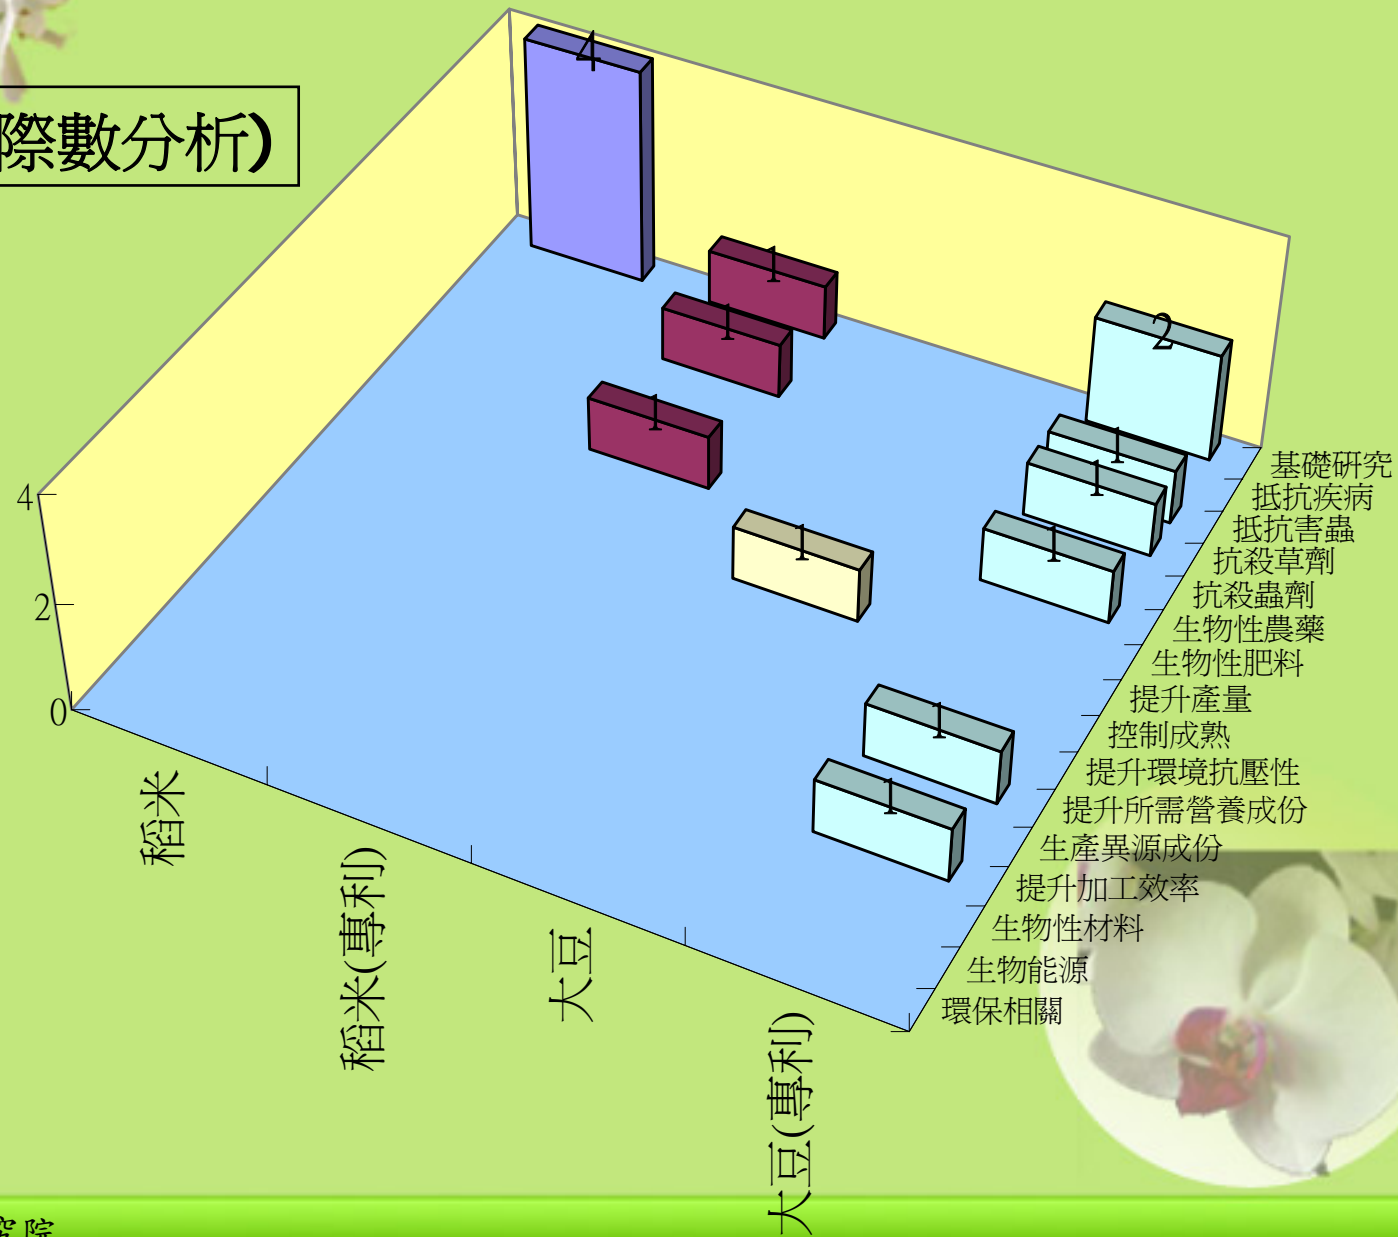 際數分析)
4
1
1
1
2
1
1
1
1
1
1
4
2
0
基礎研究
抵抗疾病
抵抗害蟲
抗殺草劑
抗殺蟲劑
生物性農藥
生物性肥料
提升產量
控制成熟
提升環境抗壓性
提升所需營養成份
生產異源成份
提升加工效率
生物性材料
生物能源
環保相關
稻米
稻米(專利)
大豆
大豆(專利)
究院